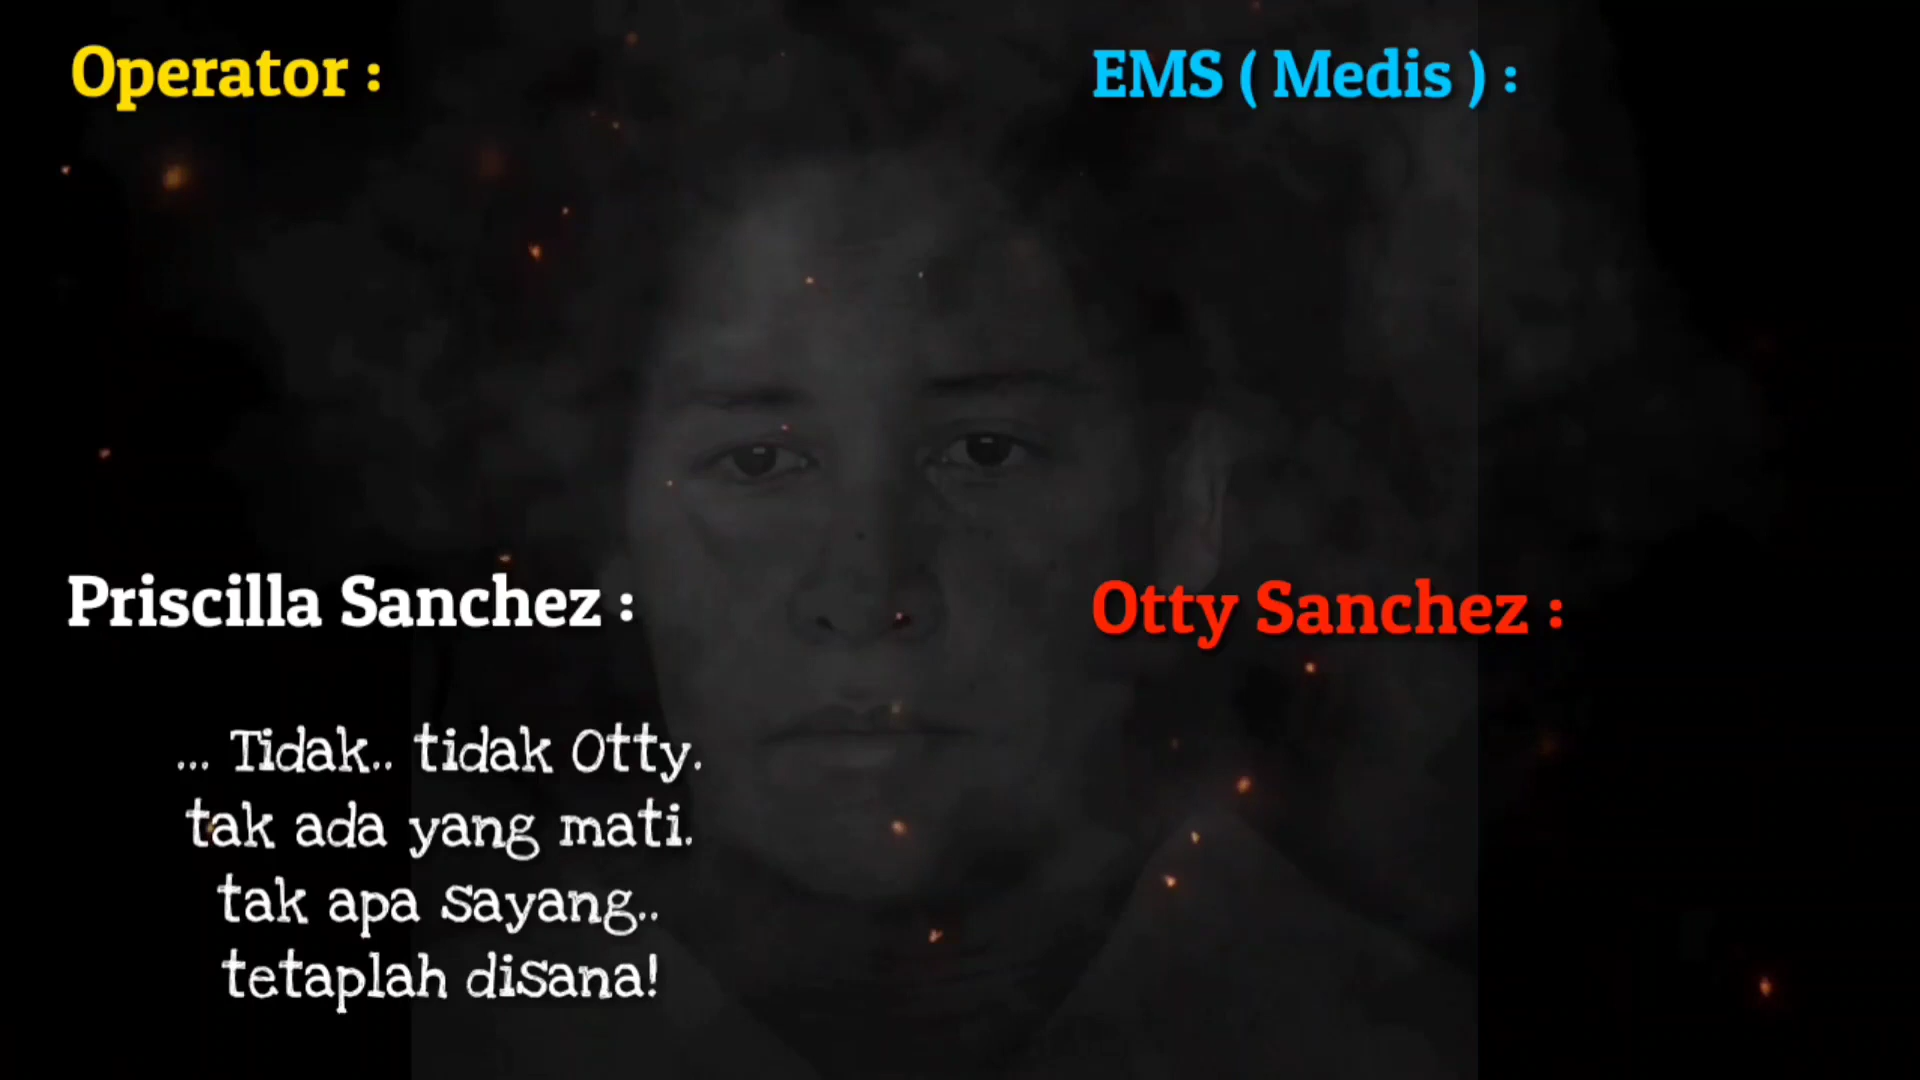 Operator :
EMS ( Medis ) :
Priscilla Sanchez :
... Tidak.. tidak Otty.
tak ada yang mati.
tak apa sayang..
tetaplah disana!
Otty Sanchez :